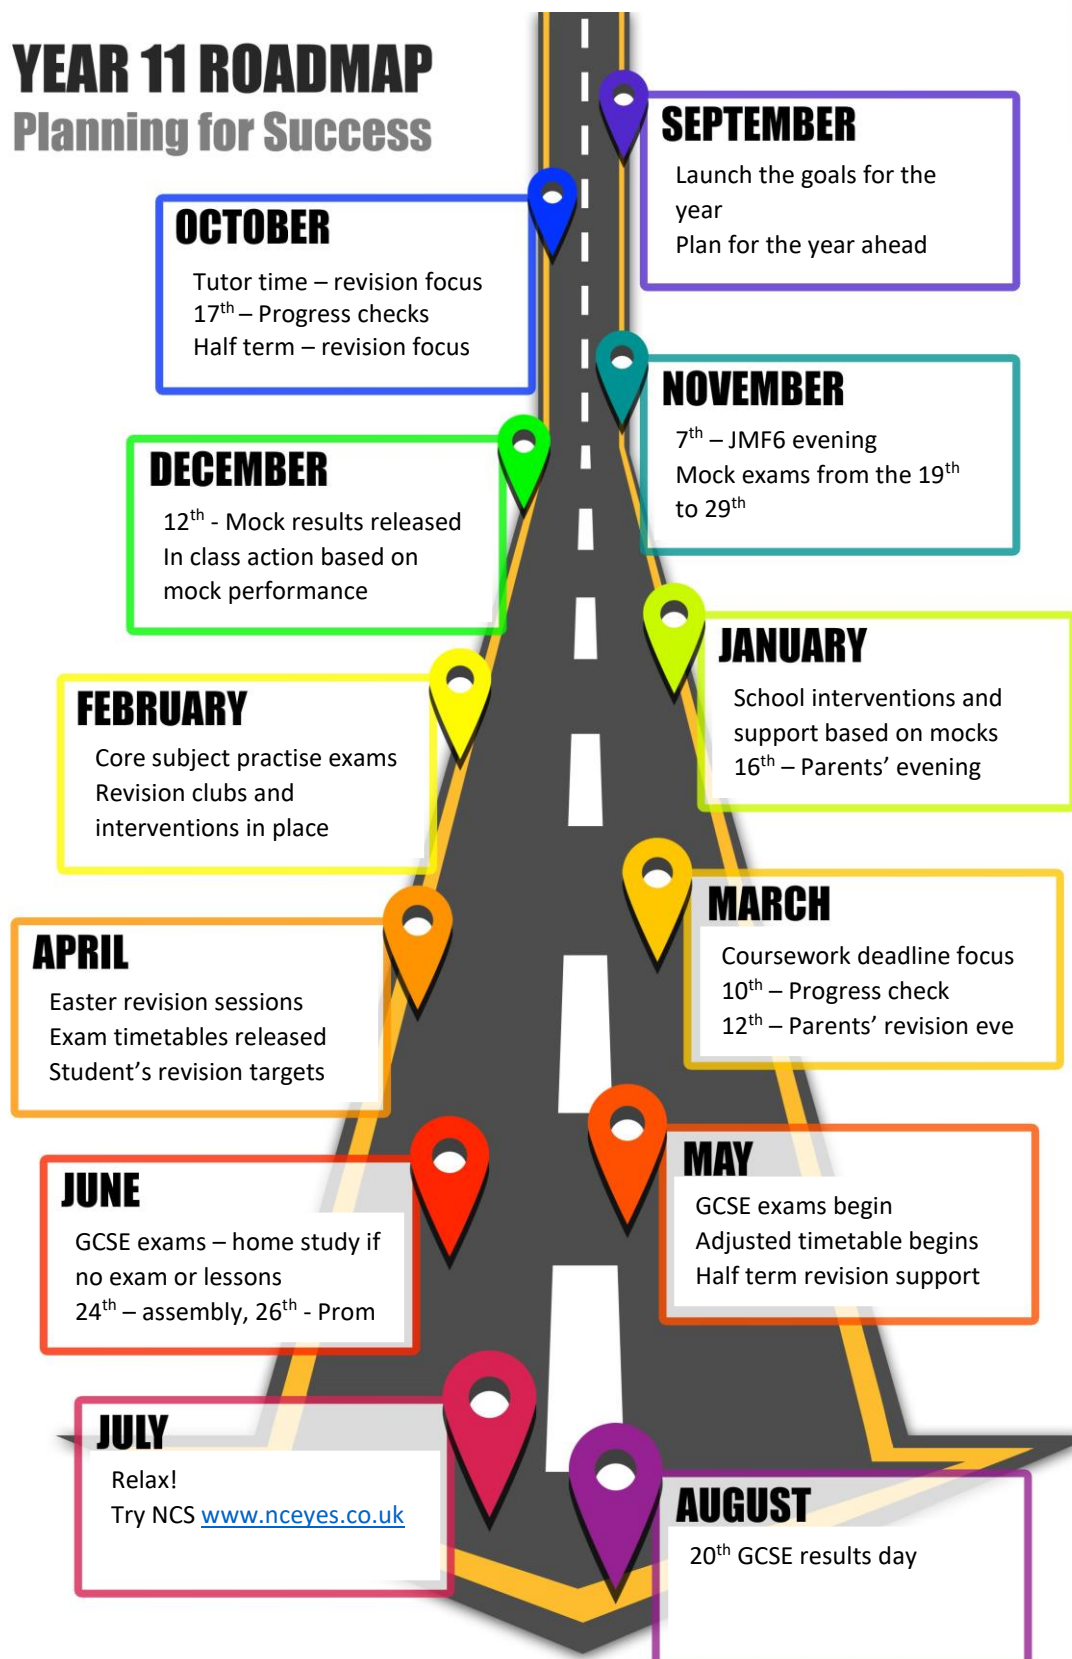 YEAR 11 ROADMAP
Planning for Success
SEPTEMBER
Launch the goals for the
year
Plan for the year ahead
OCTOBER
Tutor time – revision focus
17th – Progress checks
Half term – revision focus
NOVEMBER
7th – JMF6 evening
Mock exams from the 19th
to 29th
DECEMBER
12th - Mock results released
In class action based on
mock performance
JANUARY
School interventions and
support based on mocks
16th – Parents’ evening
FEBRUARY
Core subject practise exams
Revision clubs and
interventions in place
MARCH
Coursework deadline focus
10th – Progress check
12th – Parents’ revision eve
APRIL
Easter revision sessions
Exam timetables released
Student’s revision targets
MAY
GCSE exams begin
Adjusted timetable begins
Half term revision support
JUNE
GCSE exams – home study if
no exam or lessons
24th – assembly, 26th - Prom
JULY
Relax!
Try NCS www.nceyes.co.uk
AUGUST
20th GCSE results day